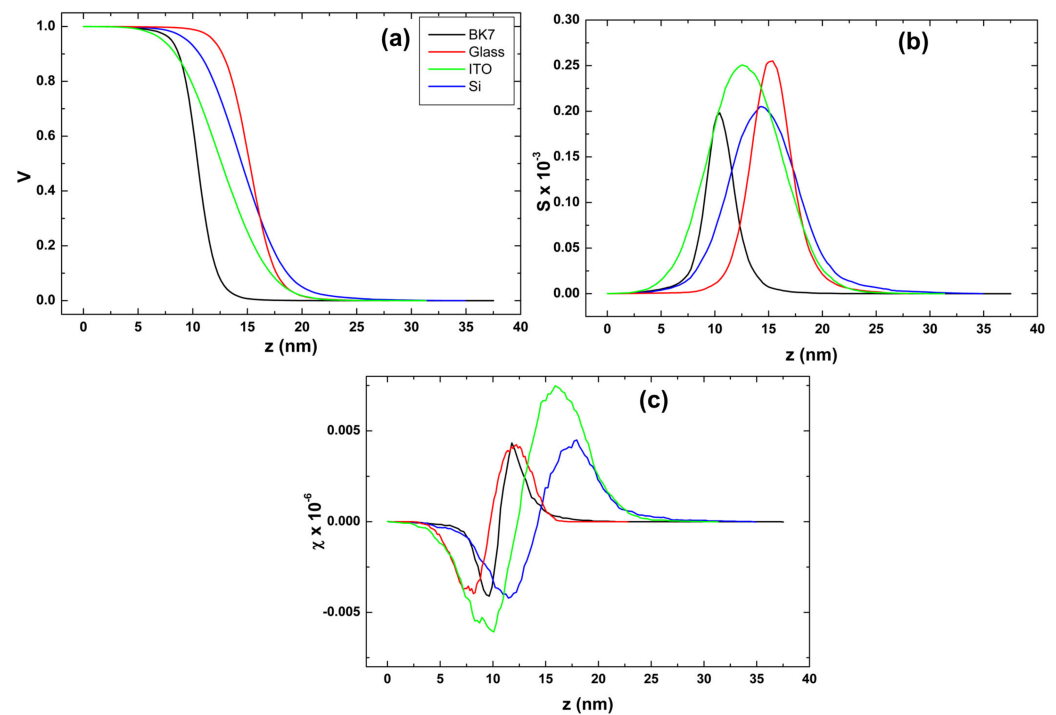 (a)
BK7
Glass
ITO
Si
1.0
0.8
0.6
0.4
0.2
0.0
V
0 5 10 15 20 25 30 35 40
z (nm)
(b)
0.30
0.25
0.20
0.15
0.10
0.05
0.00
S x 10-3
0 5 10 15 20 25 30 35 40
z (nm)
(c)
0.005
0.000
-0.005
χ x 10-6
0 5 10 15 20 25 30 35 40
z (nm)